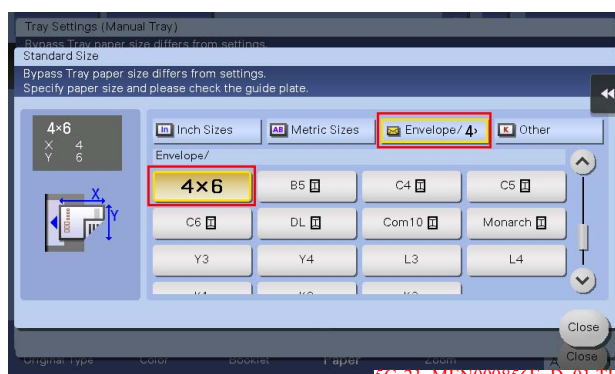 Tray Settings (Manual Tray)
Bypass Tray paper size differs from settings.
Standard Size
Bypass Tray paper size differs from settings.
Specify paper size and please check the guide plate.
4×6
X 4
Y 6
X
Y
Inch Sizes
Metric Sizes
Envelope/4›
Other
Envelope/
4×6
B5
C4
C5
C6
DL
Com10
Monarch
Y3
Y4
L3
L4
Close
Close
Original Type
Color
Booklet
Paper
Zoom